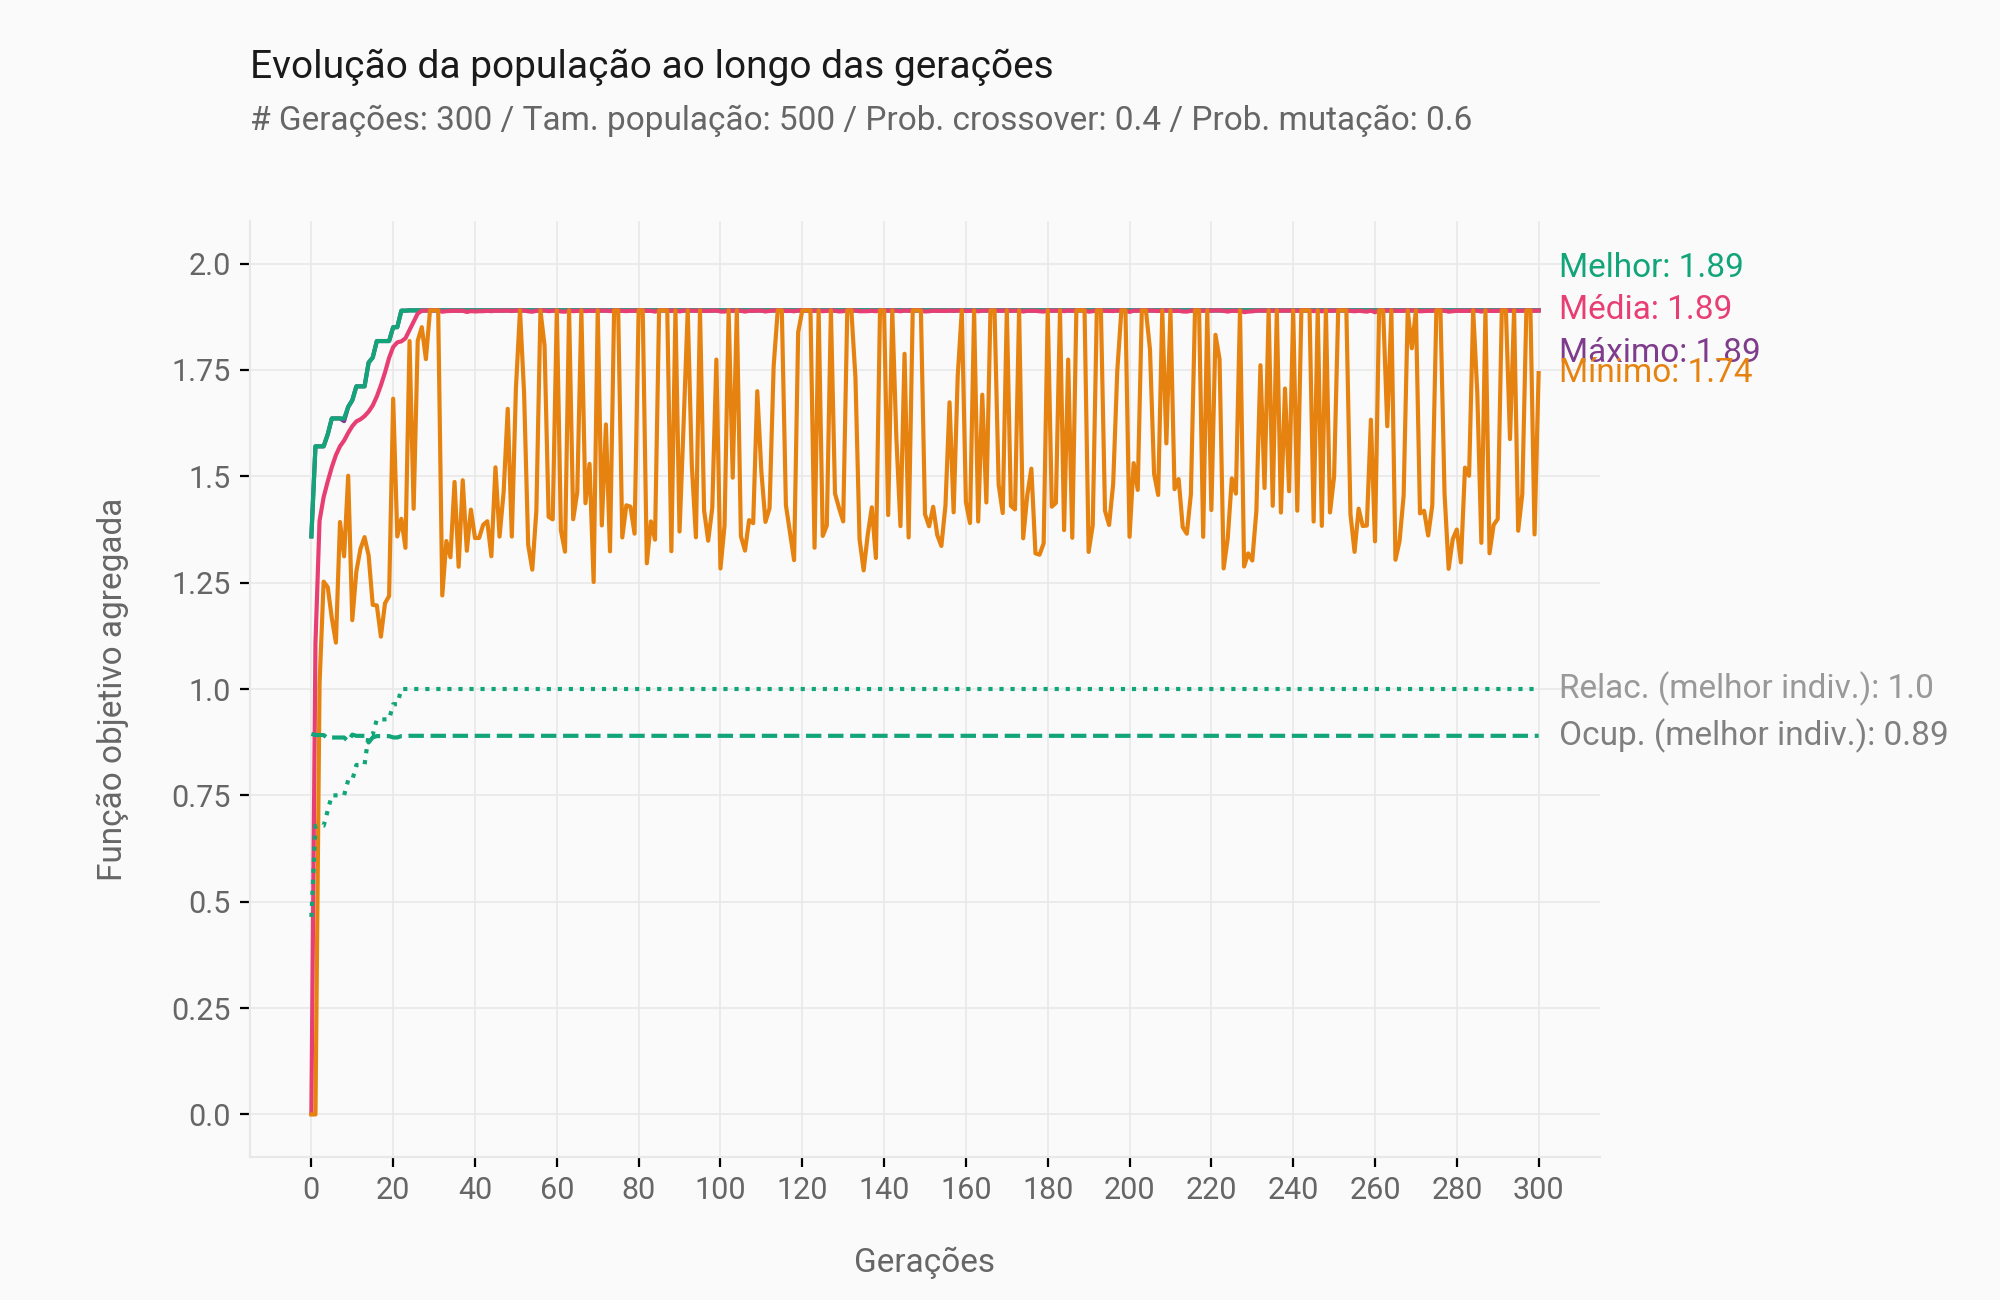 Evolução da população ao longo das gerações
# Gerações: 300 / Tam. população: 500 / Prob. crossover: 0.4 / Prob. mutação: 0.6
Função objetivo agregada
2.0
1.75
1.5
1.25
1.0
0.75
0.5
0.25
0.0
Melhor: 1.89
Média: 1.89
Máximo: 1.89
Mínimo: 1.74
Relac. (melhor indiv.): 1.0
Ocup. (melhor indiv.): 0.89
0 20 40 60 80 100 120 140 160 180 200 220 240 260 280 300
Gerações